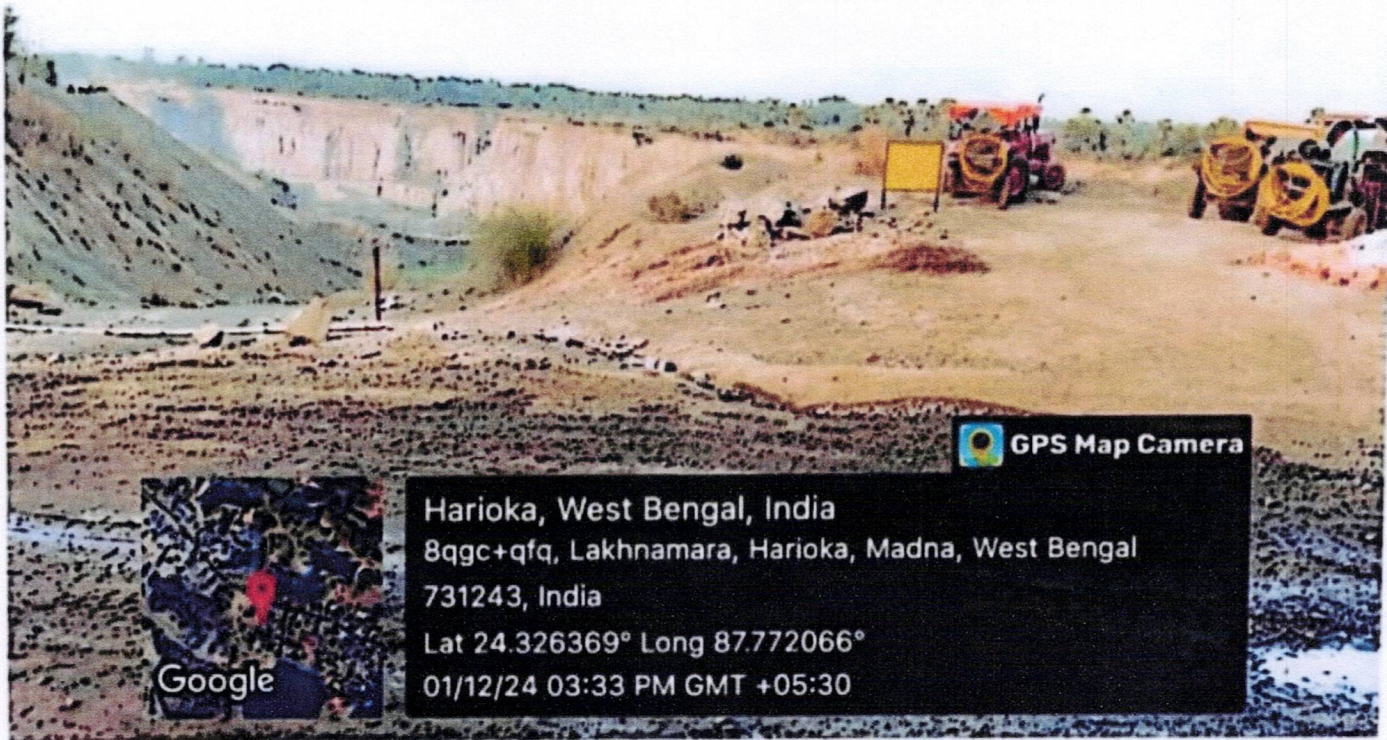 GPS Map Camera
Harioka, West Bengal, India
8qgc+qfq, Lakhnamara, Harioka, Madna, West Bengal
731243, India
Lat 24.326369° Long 87.772066°
01/12/24 03:33 PM GMT +05:30
Google